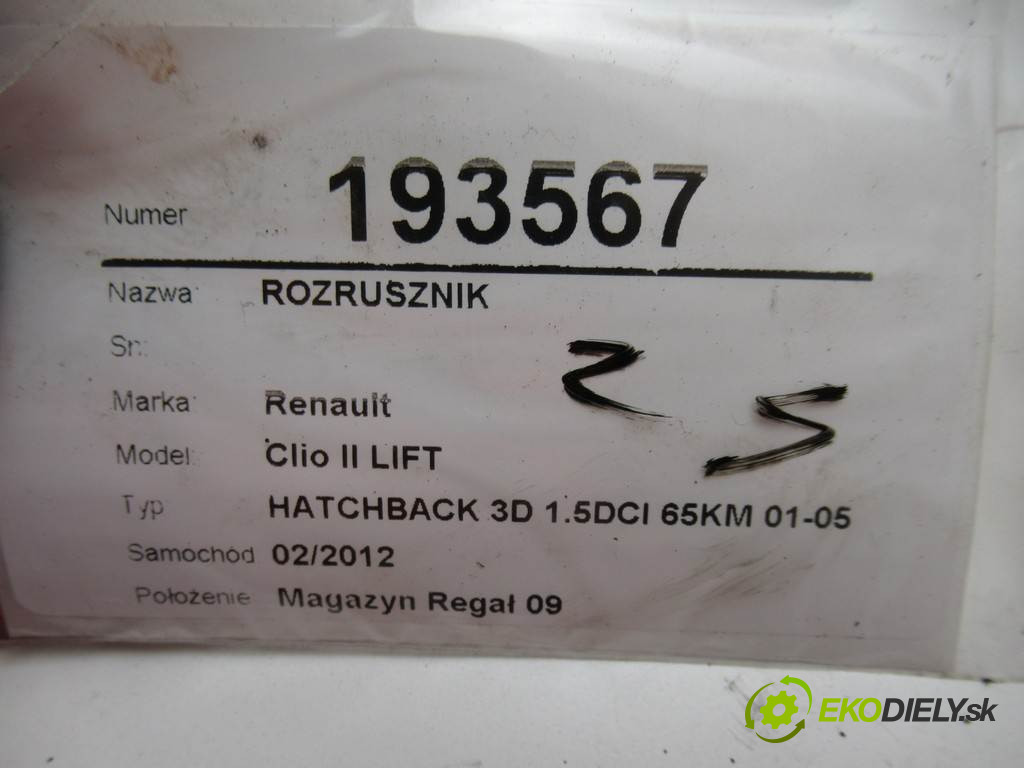 Numer 193567
Nazwa: ROZRUSZNIK
Sn:
Marka: Renault
Model: Clio II LIFT
Typ HATCHBACK 3D 1.5DCI 65KM 01-05
Samochód 02/2012
Położenie Magazyn Regał 09
EKODIELY.sk